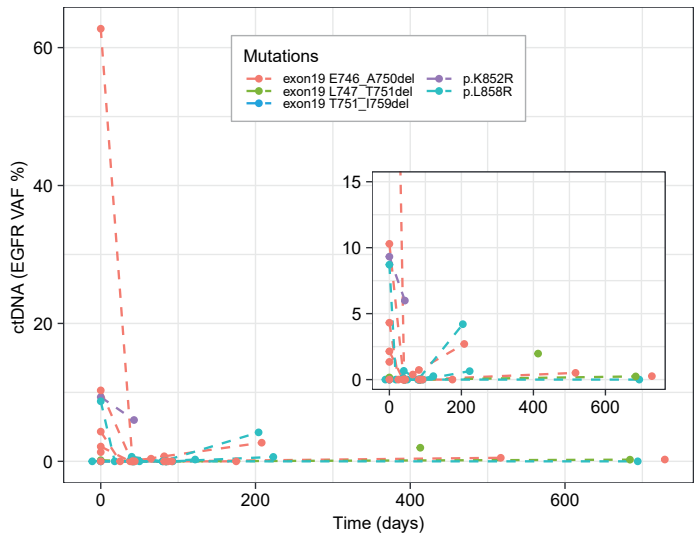 60
40
20
0
ctDNA (EGFR VAF %)
Mutations
exon19 E746_A750del
exon19 L747_T751del
exon19 T751_I759del
p.K852R
p.L858R
15
10
5
0
0 200 400 600
0 200 400 600
Time (days)